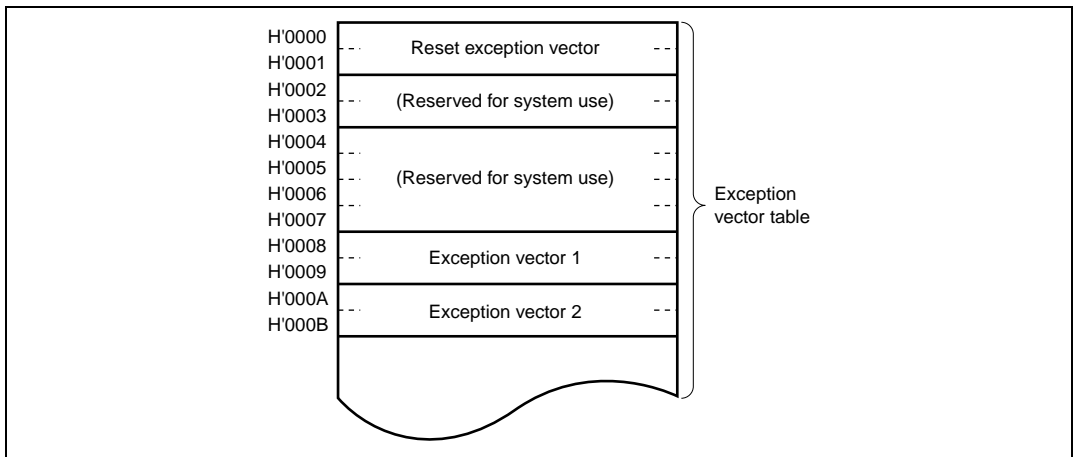 H'0000
Reset exception vector
H'0001
H'0002
(Reserved for system use)
H'0003
H'0004
H'0005
(Reserved for system use)
H'0006
H'0007
Exception
vector table
H'0008
Exception vector 1
H'0009
H'000A
Exception vector 2
H'000B